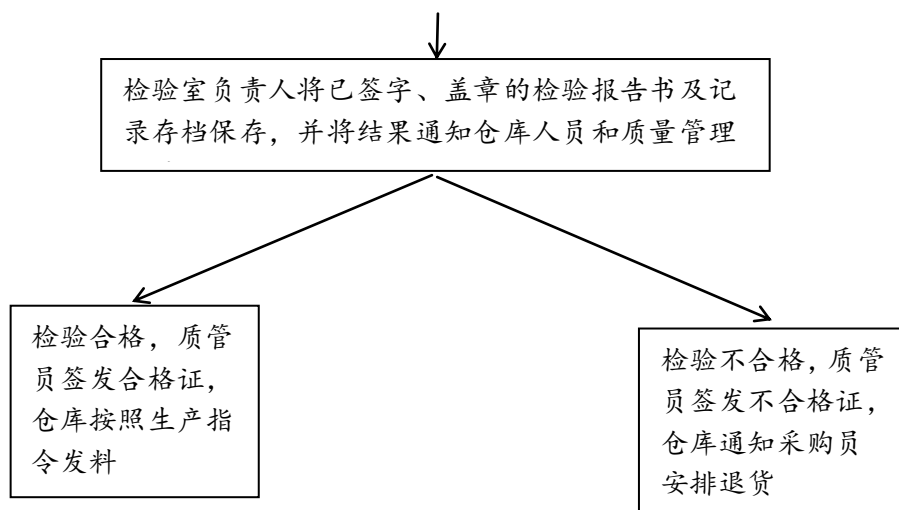 检验室负责人将已签字、盖章的检验报告书及记
录存档保存，并将结果通知仓库人员和质量管理
检验合格，质管
员签发合格证，
仓库按照生产指
令发料
检验不合格，质管
员签发不合格证，
仓库通知采购员
安排退货